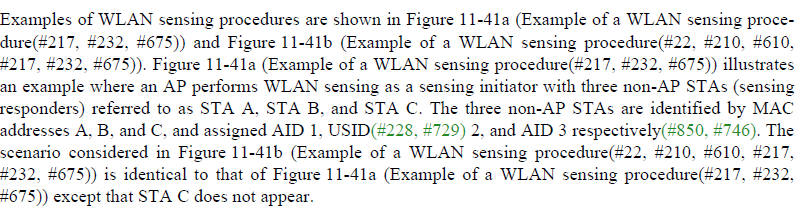 Examples of WLAN sensing procedures are shown in Figure 11-41a (Example of a WLAN sensing proce-
dure(#217, #232, #675)) and Figure 11-41b (Example of a WLAN sensing procedure(#22, #210, #610,
#217, #232, #675)). Figure 11-41a (Example of a WLAN sensing procedure(#217, #232, #675)) illustrates
an example where an AP performs WLAN sensing as a sensing initiator with three non-AP STAs (sensing
responders) referred to as STA A, STA B, and STA C. The three non-AP STAs are identified by MAC
addresses A, B, and C, and assigned AID 1, USID(#228, #729) 2, and AID 3 respectively(#850, #746). The
scenario considered in Figure 11-41b (Example of a WLAN sensing procedure(#22, #210, #610, #217,
#232, #675)) is identical to that of Figure 11-41a (Example of a WLAN sensing procedure(#217, #232,
#675)) except that STA C does not appear.